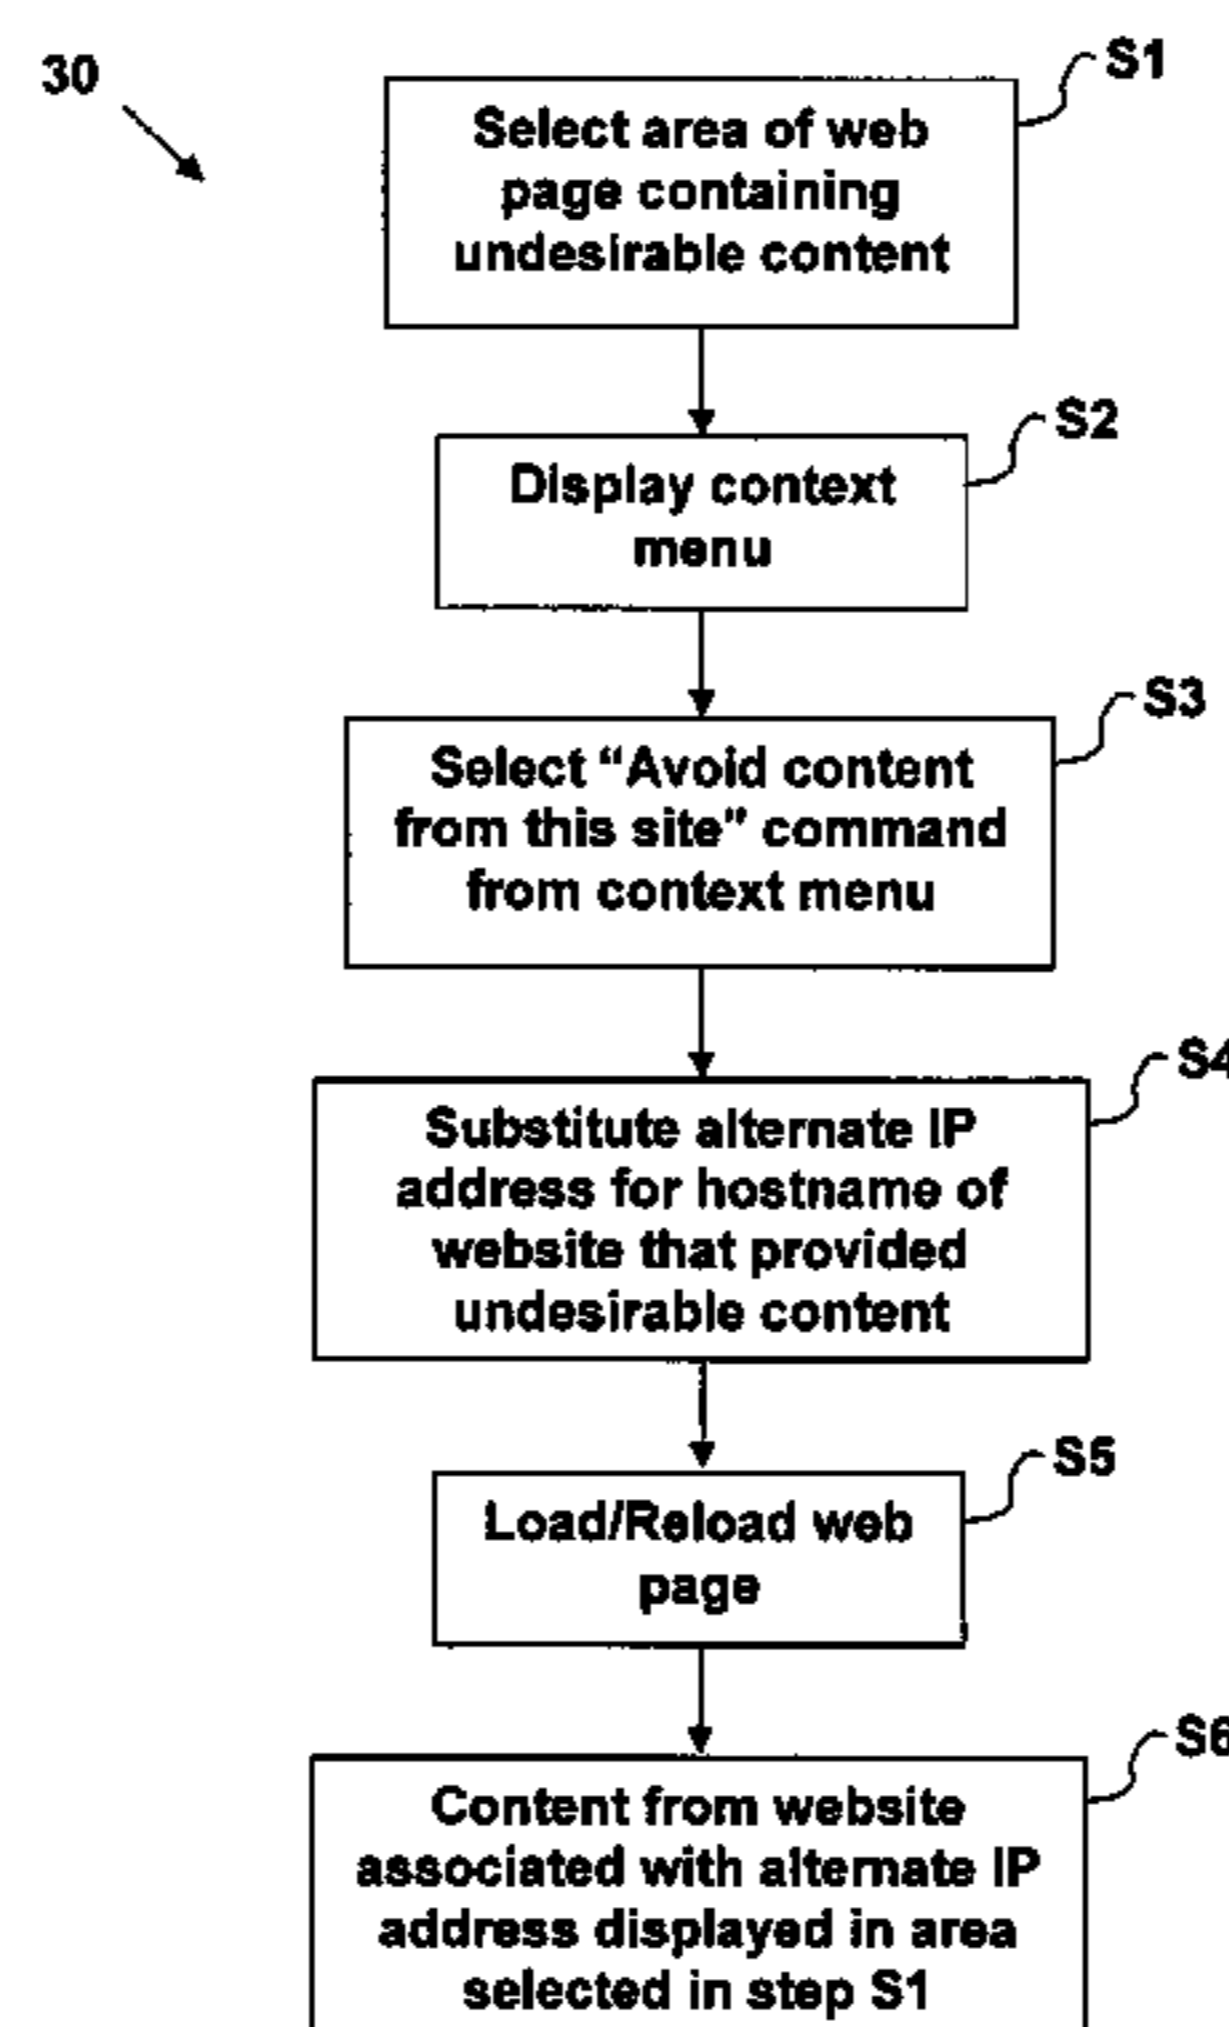 30
S1
Select area of web
page containing
undesirable content
S2
Display context
menu
S3
Select “Avoid content
from this site” command
from context menu
S4
Substitute alternate IP
address for hostname of
website that provided
undesirable content
S5
Load/Reload web
page
S6
Content from website
associated with alternate IP
address displayed in area
selected in step S1